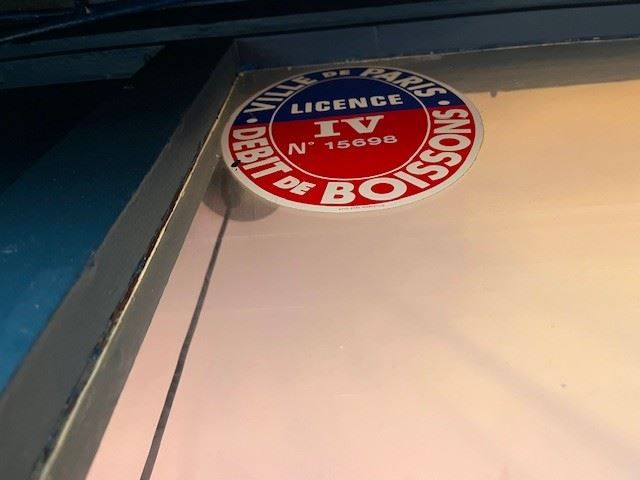 • VILLE DE PARIS •
LICENCE
IV
N° 15698
DEBIT DE BOISSONS